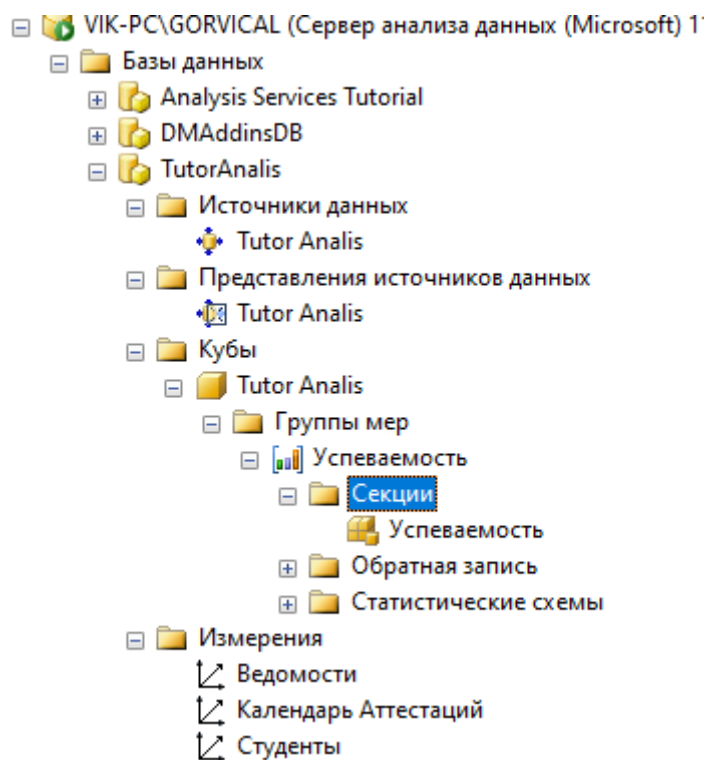 VIK-PC\GORVICAL (Сервер анализа данных (Microsoft) 1
Базы данных
Analysis Services Tutorial
DMAddinsDB
TutorAnalis
Источники данных
Tutor Analis
Представления источников данных
Tutor Analis
Кубы
Tutor Analis
Группы мер
Успеваемость
Секции
Успеваемость
Обратная запись
Статистические схемы
Измерения
Ведомости
Календарь Аттестаций
Студенты